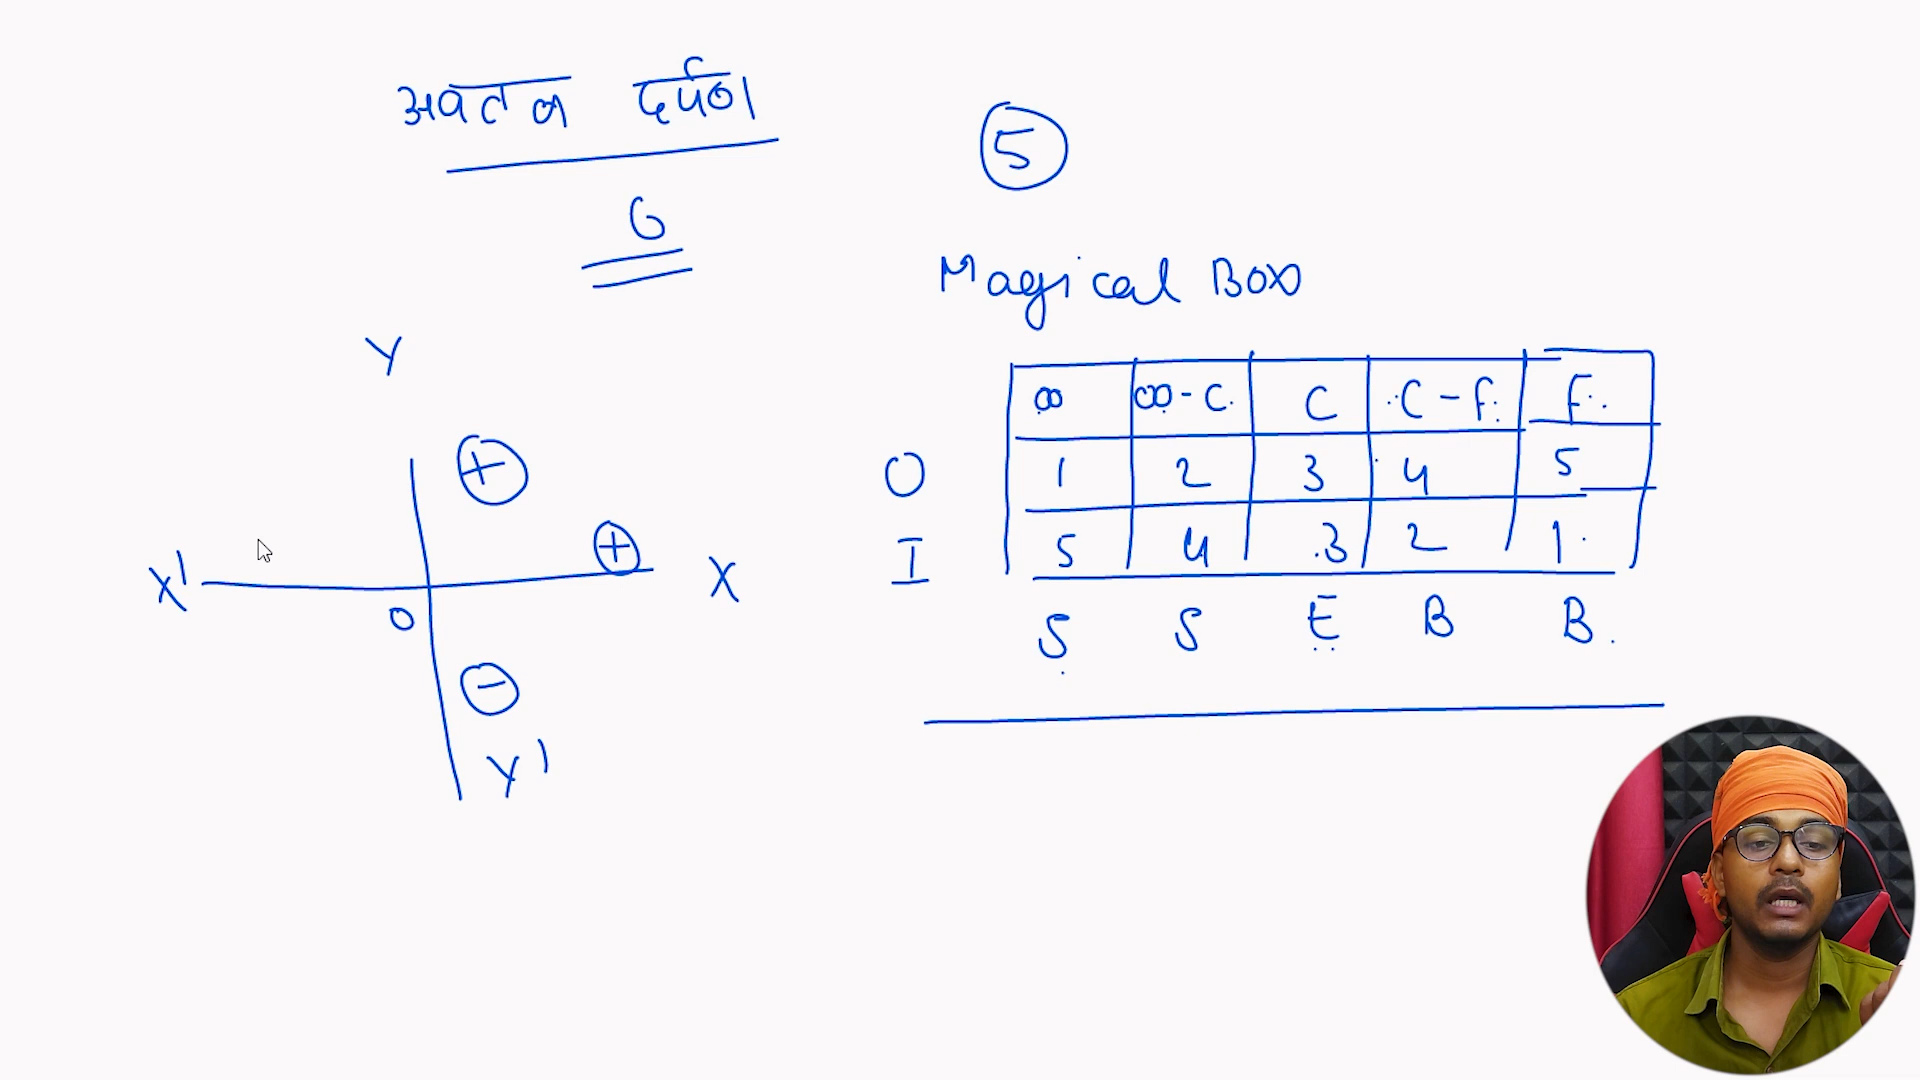 अवतल दर्पण
6
5
Magical Box
∞ ∞-C. C C-F. F.
O 1 2 3 4 5
I 5 4 3 2 1
S S E B B.
Y
+
+
X' O X
−
Y'